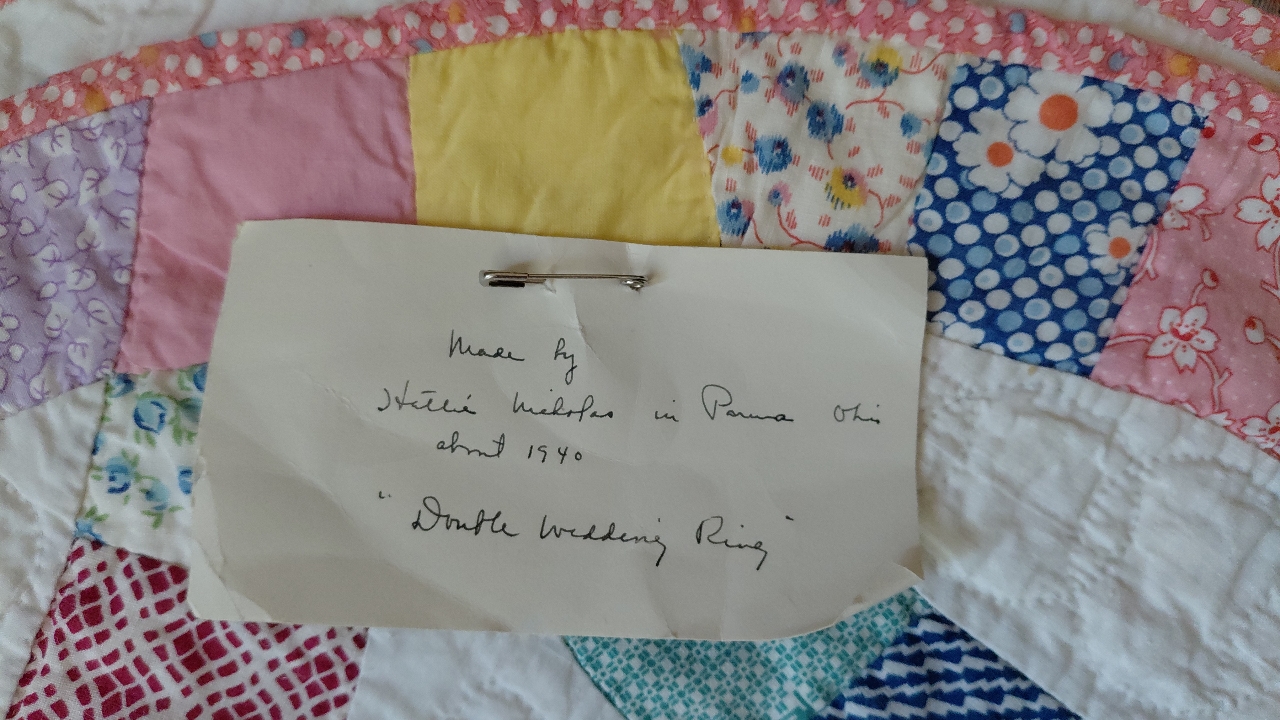 Made by
Hattie Nicholas in Parma Ohio
about 1940
"Double Wedding Ring"